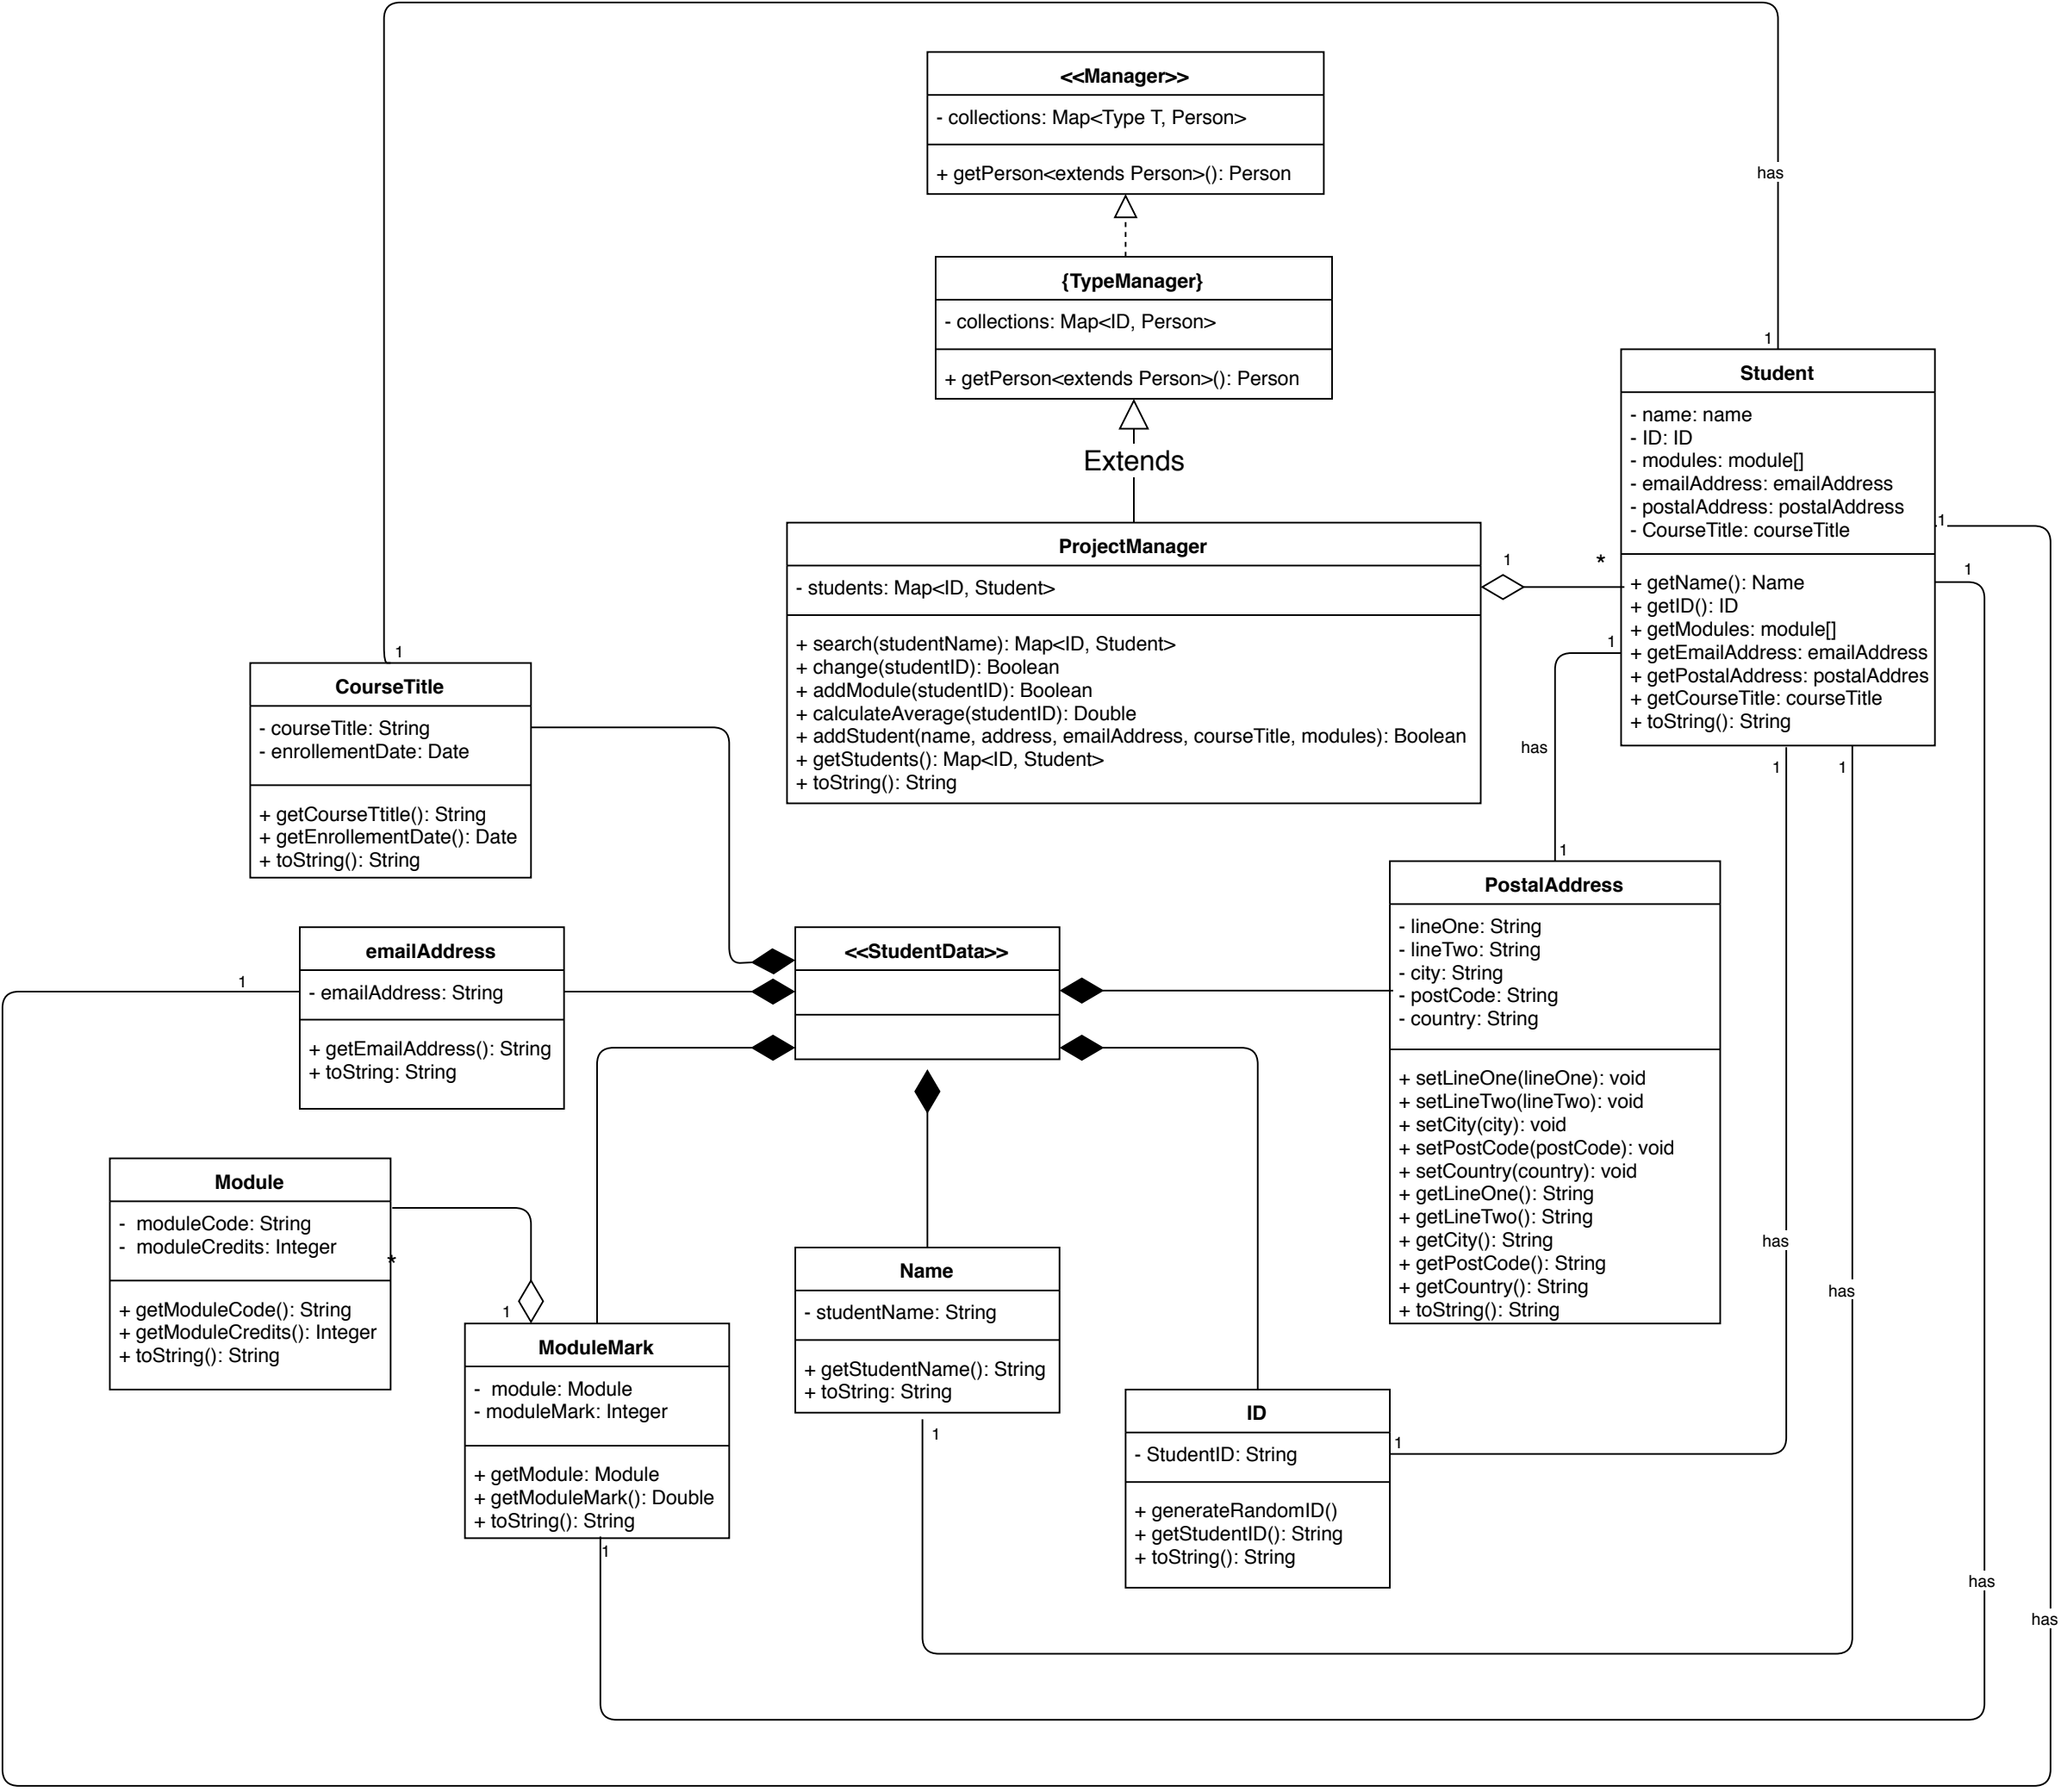 <<Manager>>
- collections: Map<Type T, Person>
+ getPerson<extends Person>(): Person
has
{TypeManager}
- collections: Map<ID, Person>
+ getPerson<extends Person>(): Person
Extends
1
Student
- name: name
- ID: ID
- modules: module[]
- emailAddress: emailAddress
- postalAddress: postalAddress
- CourseTitle: courseTitle
+ getName(): Name
+ getID(): ID
+ getModules: module[]
+ getEmailAddress: emailAddress
+ getPostalAddress: postalAddres
+ getCourseTitle: courseTitle
+ toString(): String
1
1
ProjectManager
- students: Map<ID, Student>
+ search(studentName): Map<ID, Student>
+ change(studentID): Boolean
+ addModule(studentID): Boolean
+ calculateAverage(studentID): Double
+ addStudent(name, address, emailAddress, courseTitle, modules): Boolean
+ getStudents(): Map<ID, Student>
+ toString(): String
1
*
1
has
1
1
1
1
CourseTitle
- courseTitle: String
- enrollementDate: Date
+ getCourseTtitle(): String
+ getEnrollementDate(): Date
+ toString(): String
PostalAddress
- lineOne: String
- lineTwo: String
- city: String
- postCode: String
- country: String
+ setLineOne(lineOne): void
+ setLineTwo(lineTwo): void
+ setCity(city): void
+ setPostCode(postCode): void
+ setCountry(country): void
+ getLineOne(): String
+ getLineTwo(): String
+ getCity(): String
+ getPostCode(): String
+ getCountry(): String
+ toString(): String
1
emailAddress
- emailAddress: String
+ getEmailAddress(): String
+ toString: String
<<StudentData>>
Module
- moduleCode: String
- moduleCredits: Integer
+ getModuleCode(): String
+ getModuleCredits(): Integer
+ toString(): String
*
1
ModuleMark
- module: Module
- moduleMark: Integer
+ getModule: Module
+ getModuleMark(): Double
+ toString(): String
1
Name
- studentName: String
+ getStudentName(): String
+ toString: String
1
ID
- StudentID: String
+ generateRandomID()
+ getStudentID(): String
+ toString(): String
1
has
has
has
has